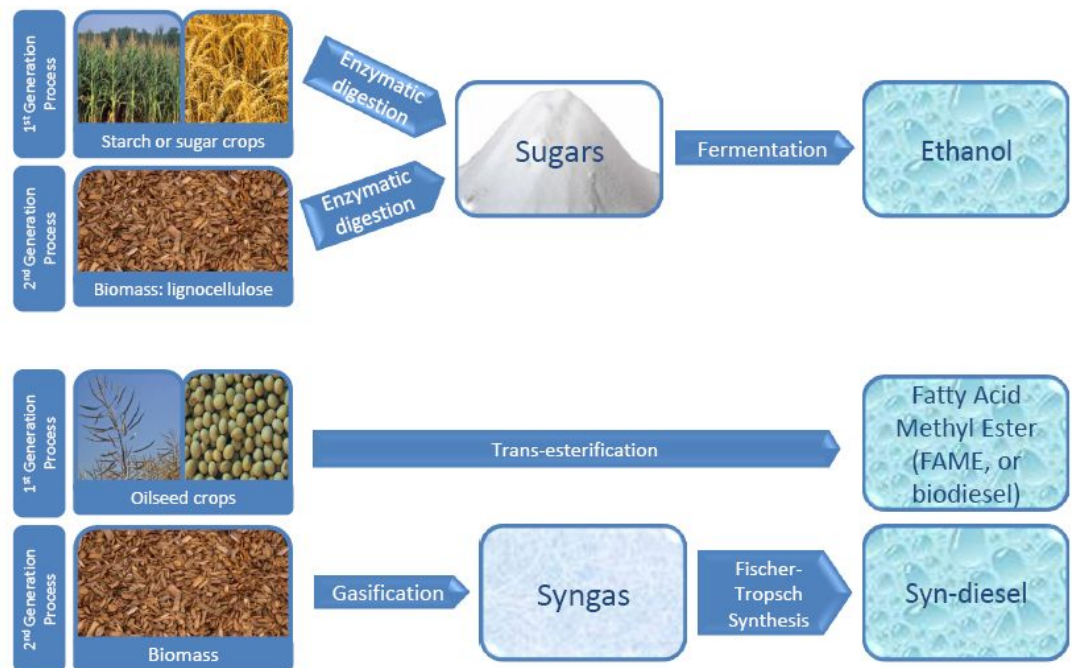 1st Generation
Process
Starch or sugar crops
Enzymatic
digestion
2nd Generation
Process
Biomass: lignocellulose
Enzymatic
digestion
Sugars
Fermentation
Ethanol
1st Generation
Process
Oilseed crops
Trans-esterification
Fatty Acid
Methyl Ester
(FAME, or
biodiesel)
2nd Generation
Process
Biomass
Gasification
Syngas
Fischer-
Tropsch
Synthesis
Syn-diesel